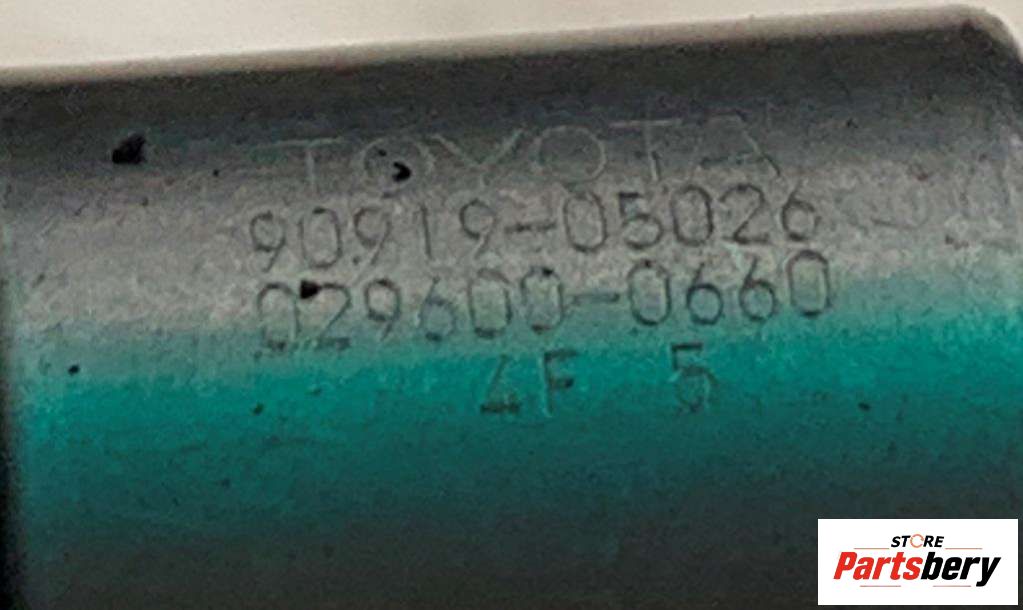 TOYOTA
90919-05026
029600-0660
4F 5
STORE
Partsbery